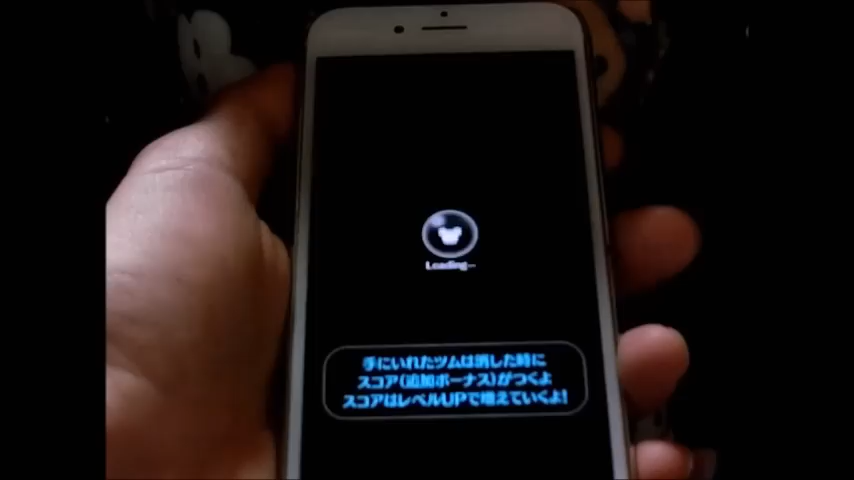 Loading…
手にいれたツムは消した時に
スコア(追加ボーナス)がつくよ
スコアはレベルUPで増えていくよ!